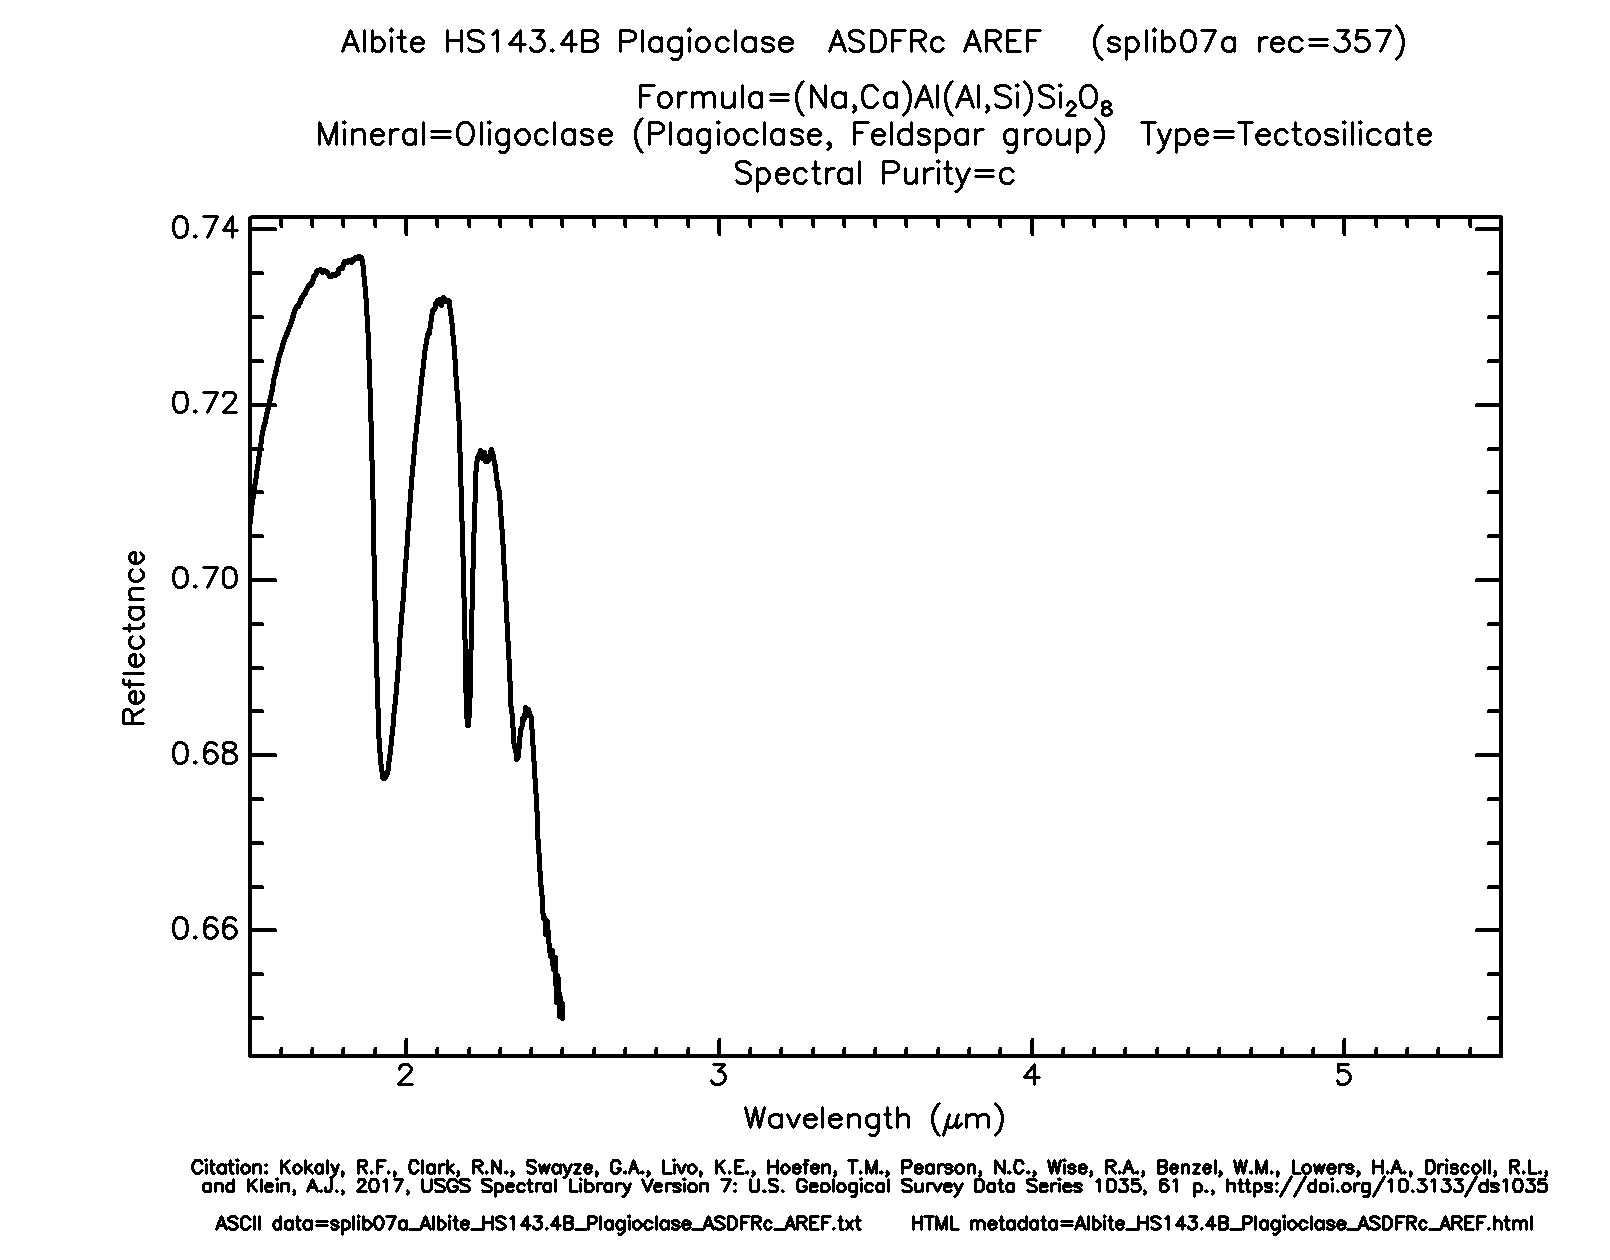 Albite HS143.4B Plagioclase ASDFRc AREF (splib07a rec=357)
Formula=(Na,Ca)Al(Al,Si)Si₂O₈
Mineral=Oligoclase (Plagioclase, Feldspar group) Type=Tectosilicate
Spectral Purity=c
0.74
0.72
0.70
0.68
0.66
Reflectance
2 3 4 5
Wavelength (μm)
Citation: Kokaly, R.F., Clark, R.N., Swayze, G.A., Livo, K.E., Hoefen, T.M., Pearson, N.C., Wise, R.A., Benzel, W.M., Lowers, H.A., Driscoll, R.L.,
and Klein, A.J., 2017, USGS Spectral Library Version 7: U.S. Geological Survey Data Series 1035, 61 p., https://doi.org/10.3133/ds1035
ASCII data=splib07a_Albite_HS143.4B_Plagioclase_ASDFRc_AREF.txt HTML metadata=Albite_HS143.4B_Plagioclase_ASDFRc_AREF.html